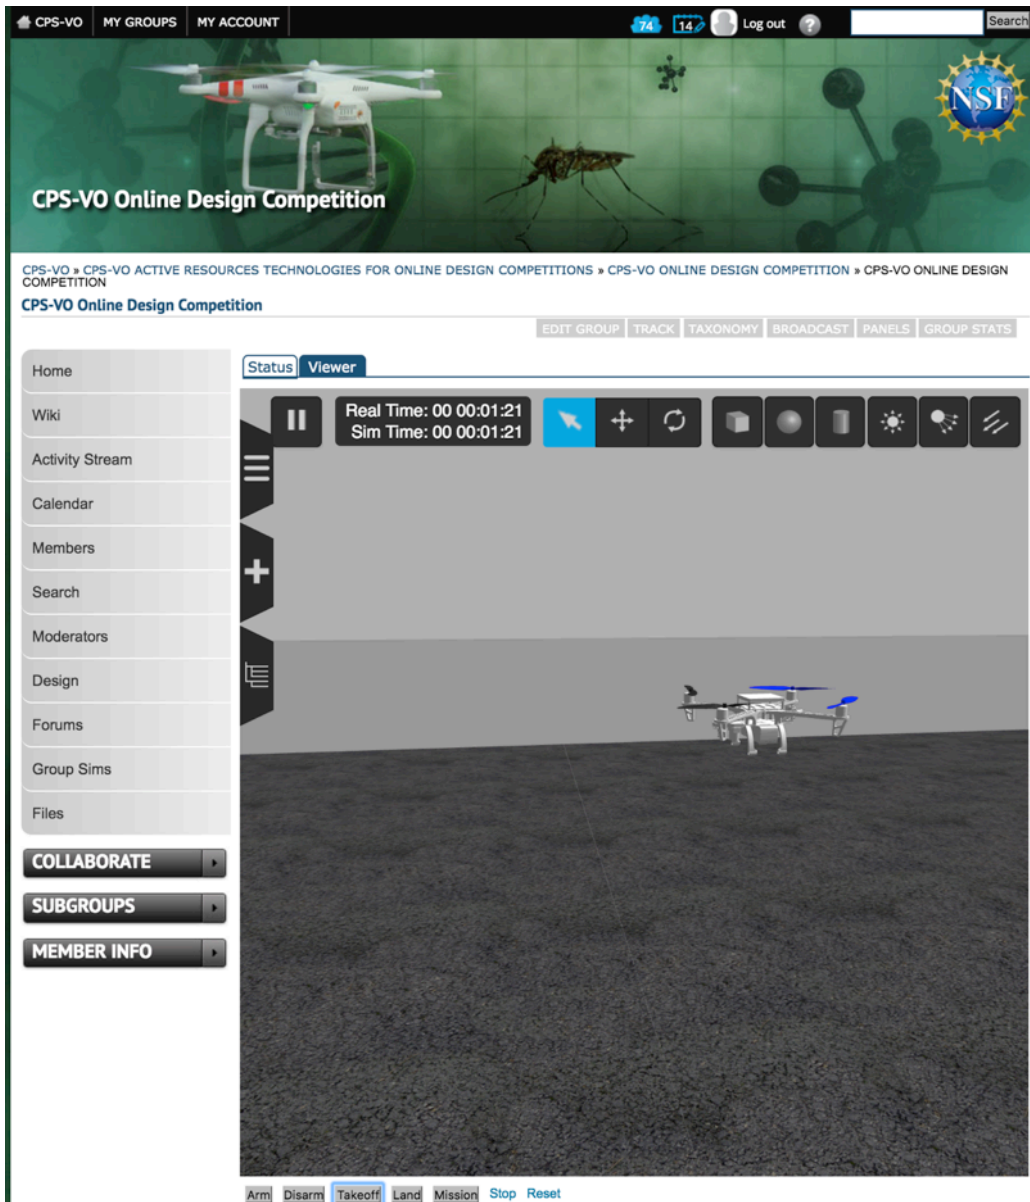 CPS-VO MY GROUPS MY ACCOUNT 74 14 Log out ? Search
NSF
CPS-VO Online Design Competition
CPS-VO » CPS-VO ACTIVE RESOURCES TECHNOLOGIES FOR ONLINE DESIGN COMPETITIONS » CPS-VO ONLINE DESIGN COMPETITION » CPS-VO ONLINE DESIGN
COMPETITION
CPS-VO Online Design Competition
EDIT GROUP TRACK TAXONOMY BROADCAST PANELS GROUP STATS
Home
Wiki
Activity Stream
Calendar
Members
Search
Moderators
Design
Forums
Group Sims
Files
COLLABORATE
SUBGROUPS
MEMBER INFO
Status Viewer
Real Time: 00 00:01:21
Sim Time: 00 00:01:21
Arm Disarm Takeoff Land Mission Stop Reset